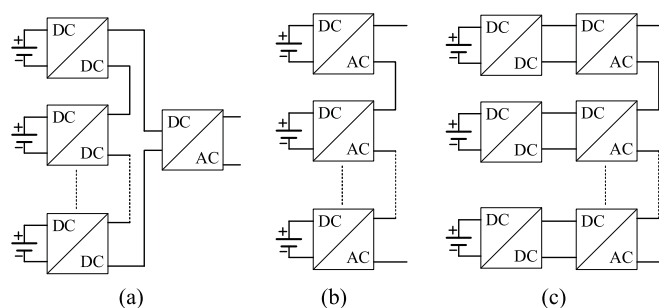 + DC
− DC
+ DC
− DC
+ DC
− DC
DC
AC
(a)
+ DC
− AC
+ DC
− AC
+ DC
− AC
(b)
+ DC DC
− DC AC
+ DC DC
− DC AC
+ DC DC
− DC AC
(c)